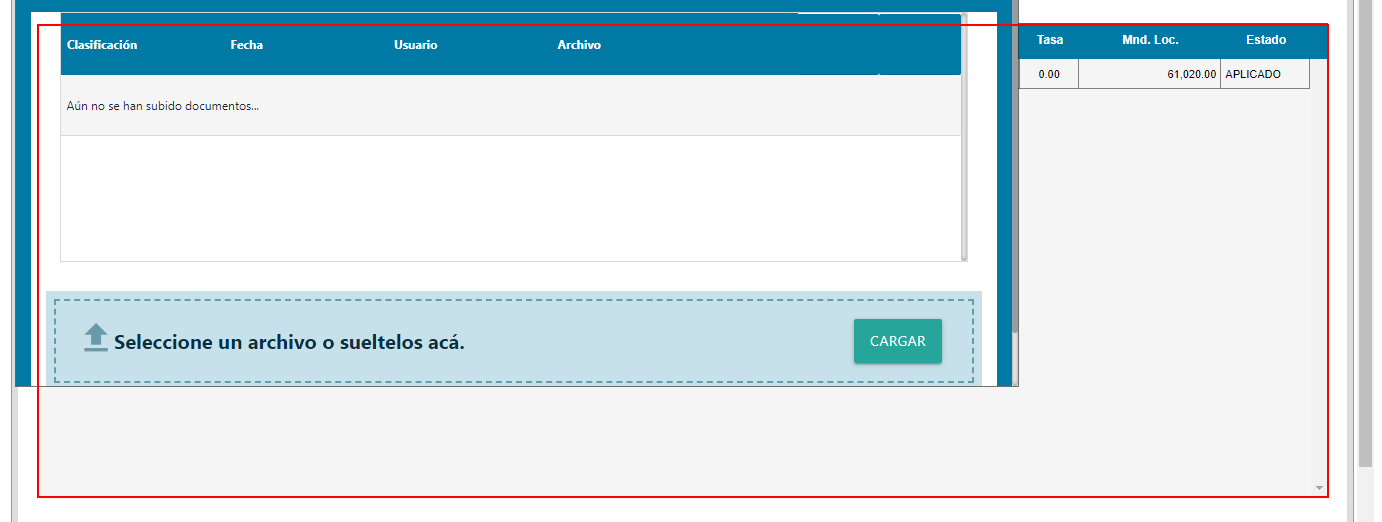 Clasificación Fecha Usuario Archivo
Tasa Mnd. Loc. Estado
0.00 61,020.00 APLICADO
Aún no se han subido documentos...
Seleccione un archivo o sueltelos acá.
CARGAR